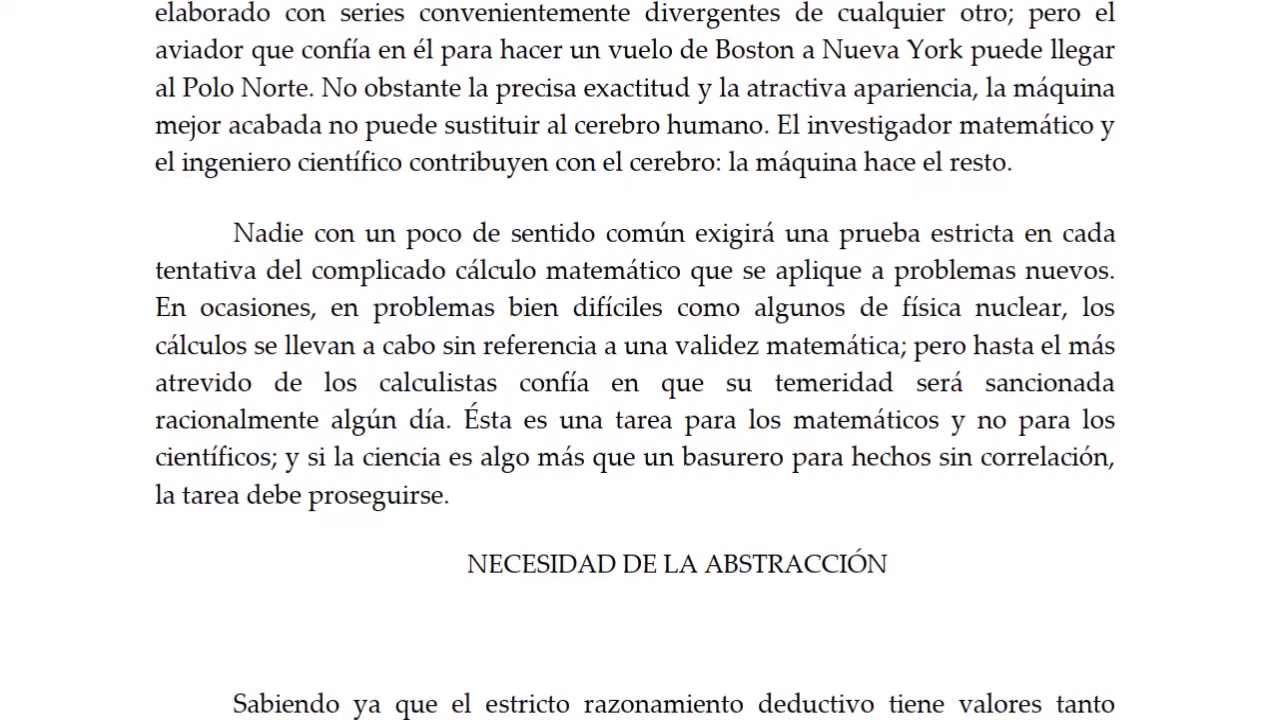 elaborado con series convenientemente divergentes de cualquier otro; pero el
aviador que confía en él para hacer un vuelo de Boston a Nueva York puede llegar
al Polo Norte. No obstante la precisa exactitud y la atractiva apariencia, la máquina
mejor acabada no puede sustituir al cerebro humano. El investigador matemático y
el ingeniero científico contribuyen con el cerebro: la máquina hace el resto.
Nadie con un poco de sentido común exigirá una prueba estricta en cada
tentativa del complicado cálculo matemático que se aplique a problemas nuevos.
En ocasiones, en problemas bien difíciles como algunos de física nuclear, los
cálculos se llevan a cabo sin referencia a una validez matemática; pero hasta el más
atrevido de los calculistas confía en que su temeridad será sancionada
racionalmente algún día. Ésta es una tarea para los matemáticos y no para los
científicos; y si la ciencia es algo más que un basurero para hechos sin correlación,
la tarea debe proseguirse.
NECESIDAD DE LA ABSTRACCIÓN
Sabiendo ya que el estricto razonamiento deductivo tiene valores tanto